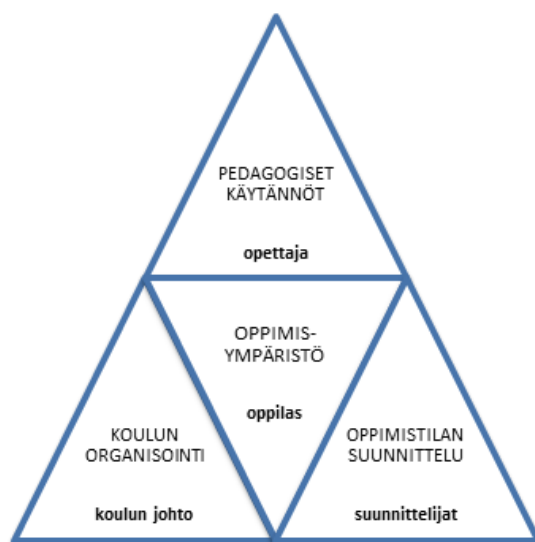 PEDAGOGISET
KÄYTÄNNÖT
opettaja
OPPIMIS-
YMPÄRISTÖ
oppilas
KOULUN
ORGANISOINTI
koulun johto
OPPIMISTILAN
SUUNNITTELU
suunnittelijat